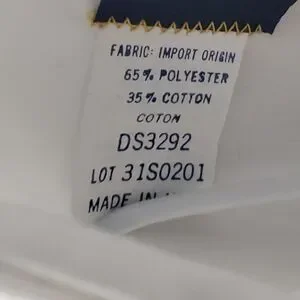 FABRIC: IMPORT ORIGIN
65% POLYESTER
35% COTTON
COTON
DS3292
LOT 31S0201
MADE IN